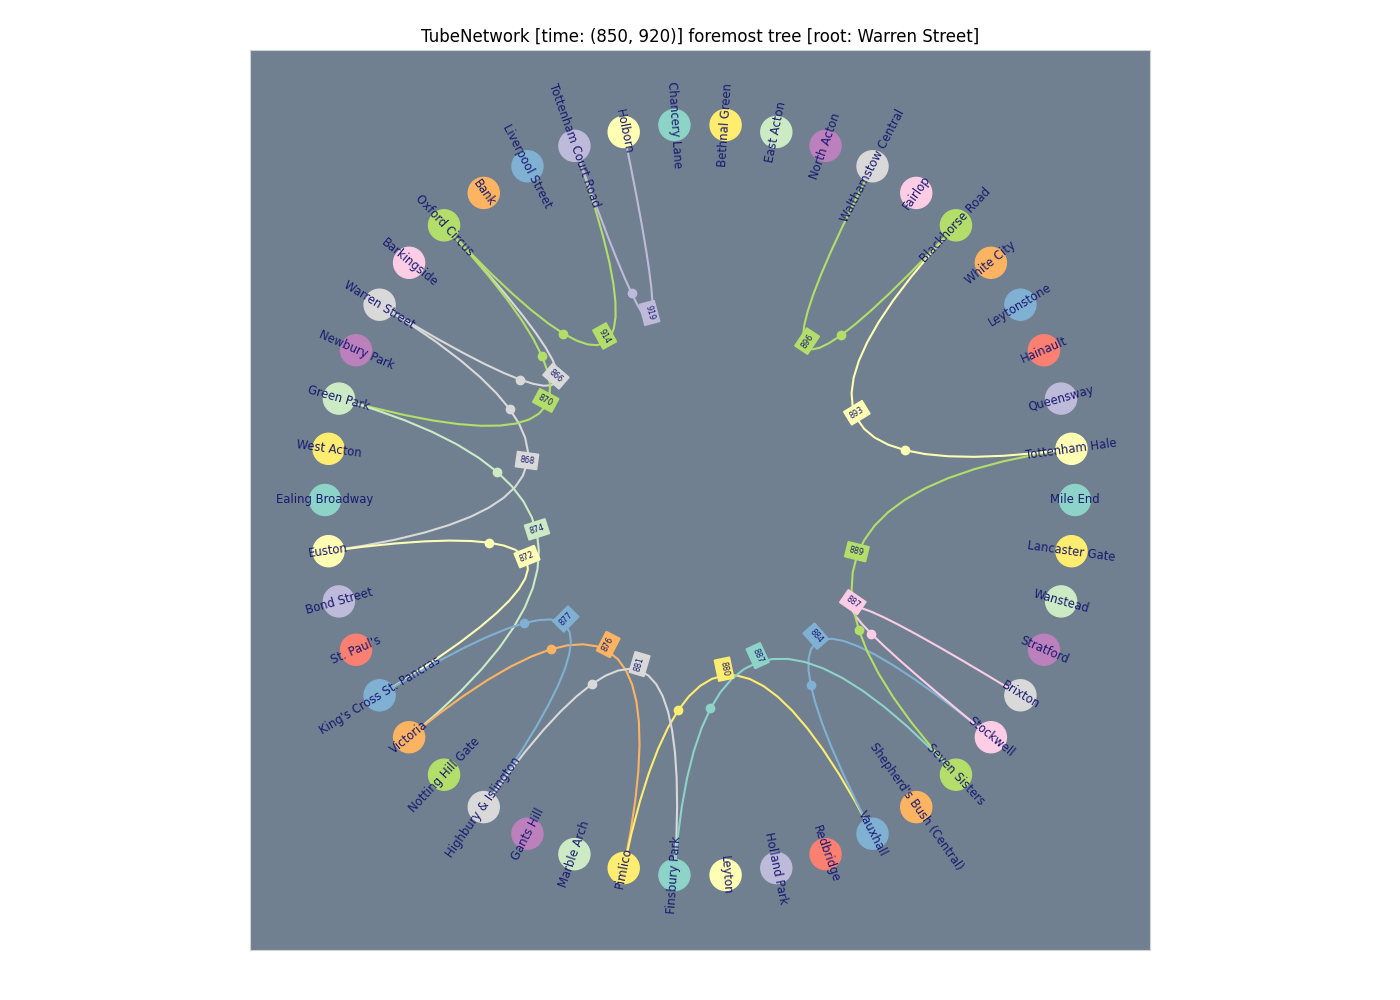 TubeNetwork [time: (850, 920)] foremost tree [root: Warren Street]
Tottenham Court Road
Holborn
Chancery Lane
Bethnal Green
East Acton
North Acton
Walthamstow Central
Fairlop
Blackhorse Road
White City
Leytonstone
Hainault
Queensway
Tottenham Hale
Mile End
Lancaster Gate
Wanstead
Stratford
Brixton
Stockwell
Seven Sisters
Shepherd's Bush (Central)
Vauxhall
Redbridge
Holland Park
Leyton
Finsbury Park
Pimlico
Marble Arch
Gants Hill
Highbury & Islington
Notting Hill Gate
Victoria
King's Cross St. Pancras
St. Paul's
Bond Street
Euston
Ealing Broadway
West Acton
Green Park
Newbury Park
Warren Street
Barkingside
Oxford Circus
Bank
Liverpool Street
919
914
866
870
868
874
872
877
876
881
880
887
884
887
889
893
896